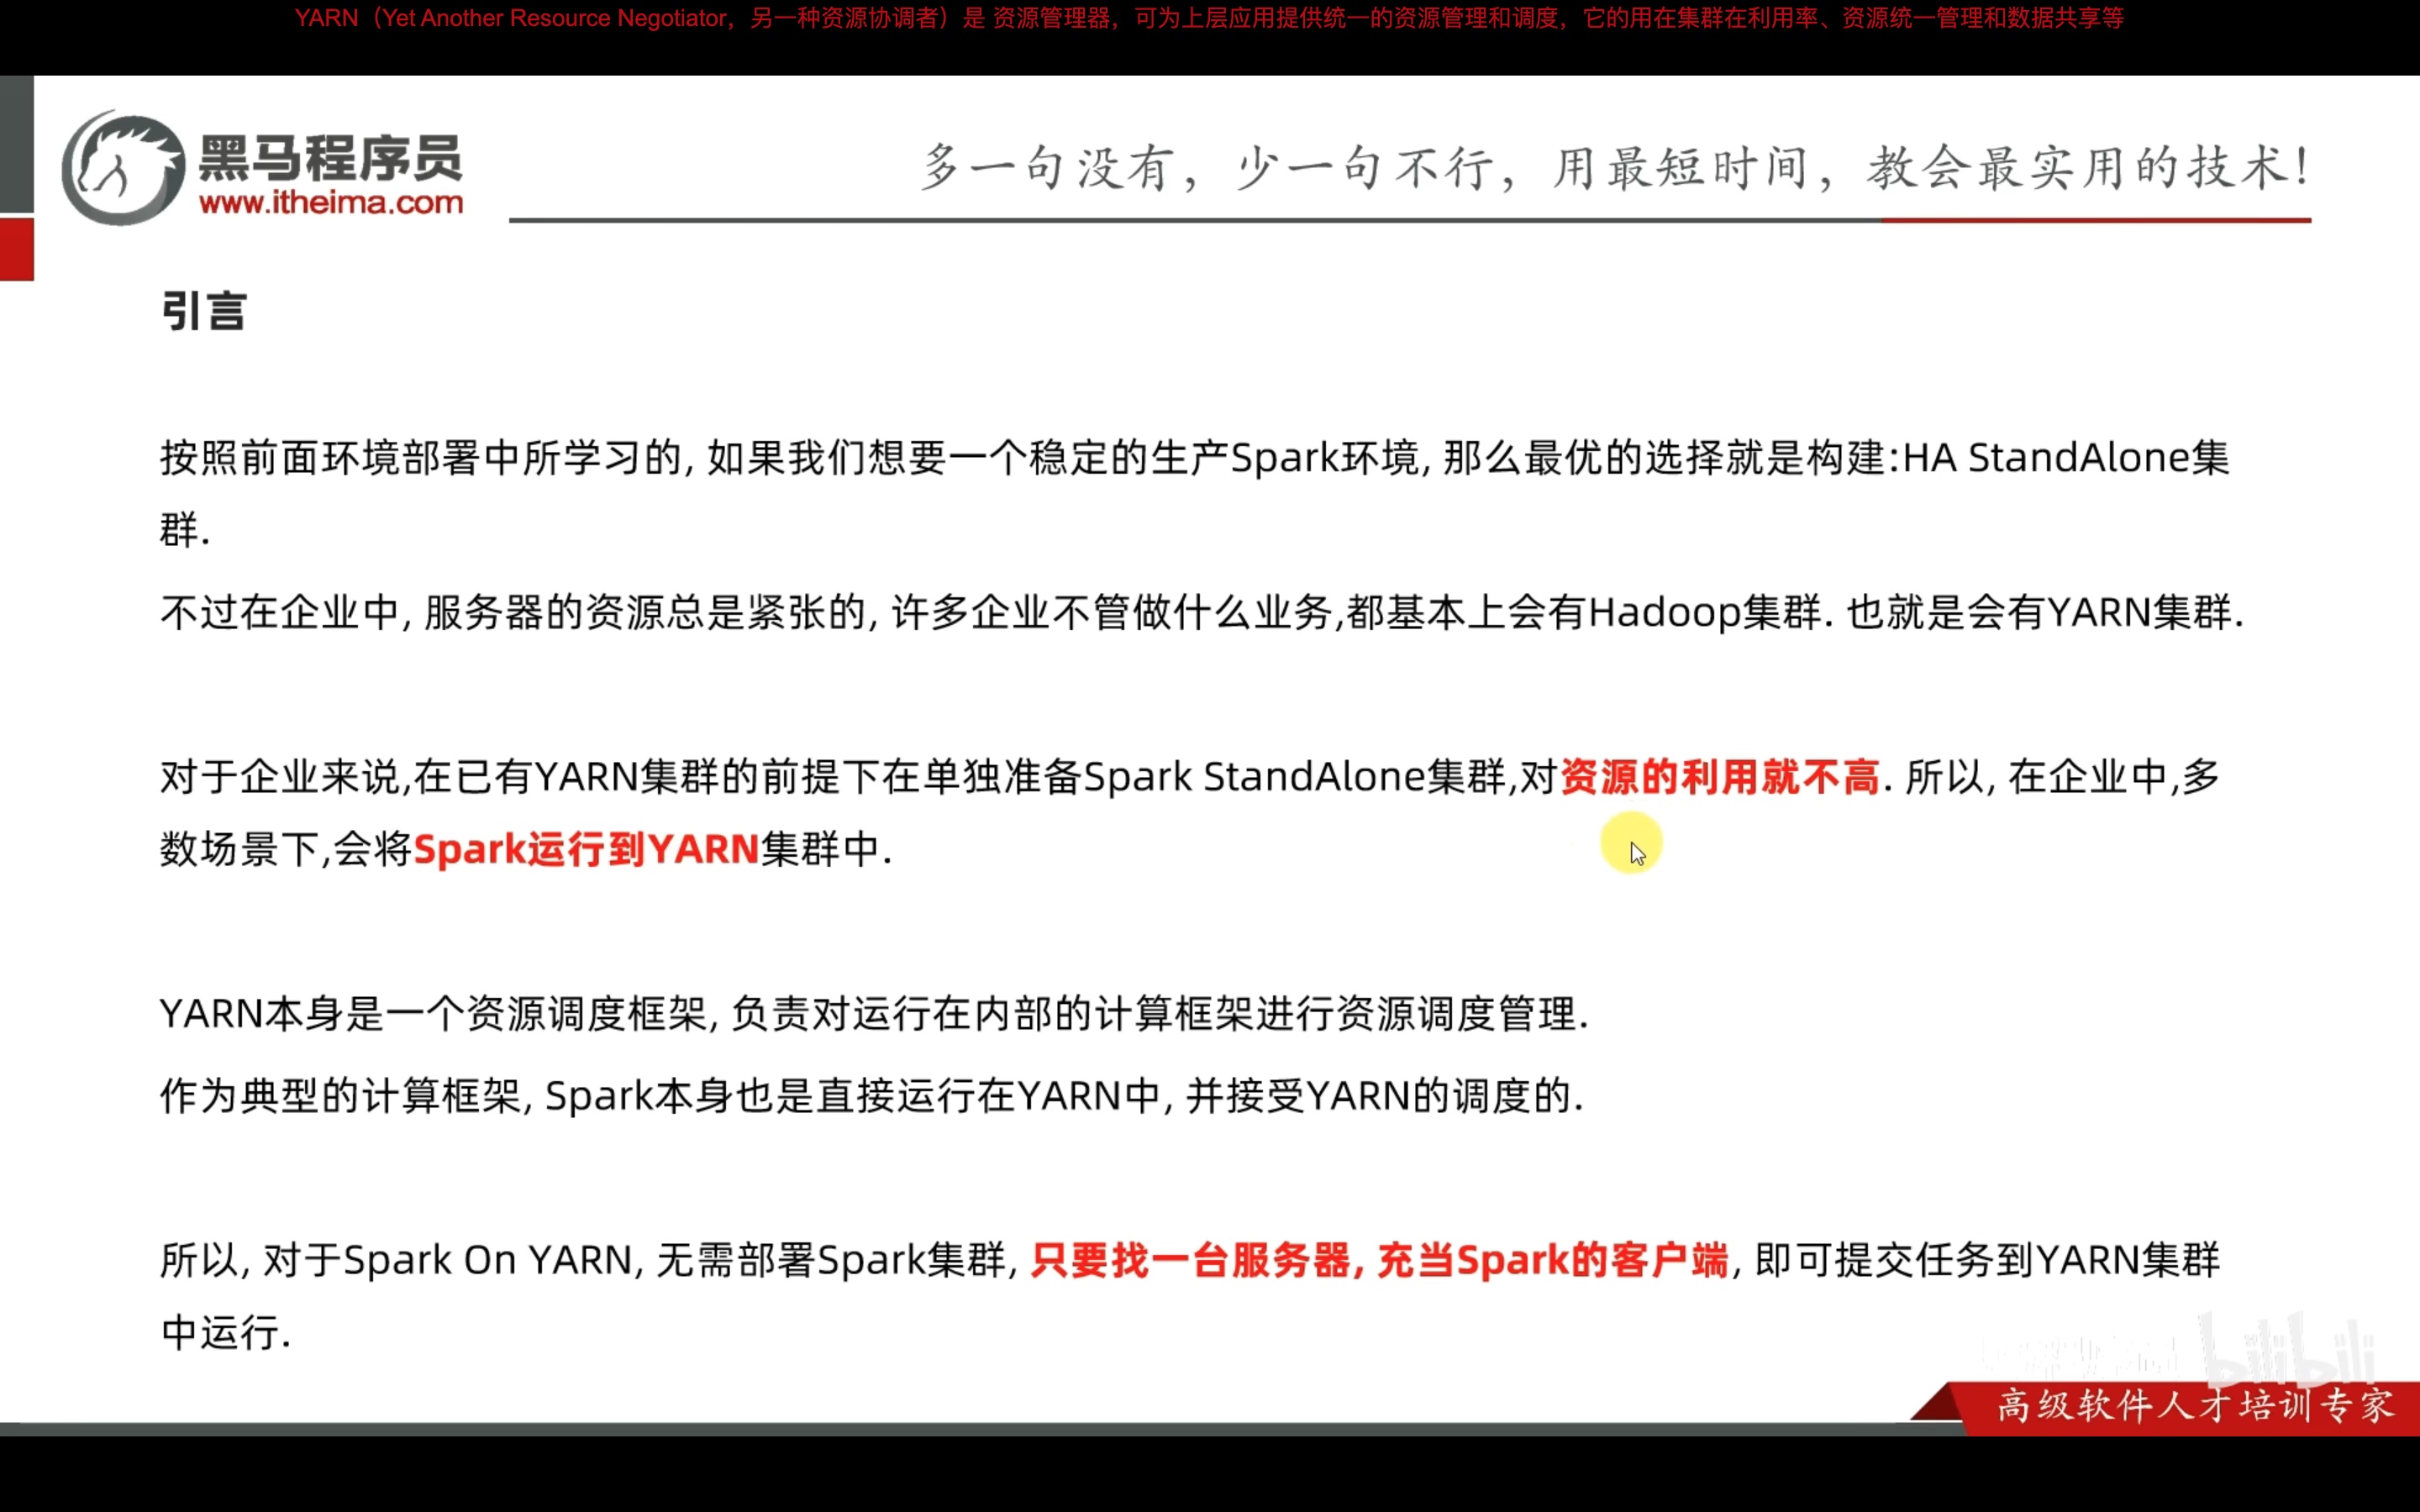 YARN（Yet Another Resource Negotiator，另一种资源协调者）是 资源管理器，可为上层应用提供统一的资源管理和调度，它的用在集群在利用率、资源统一管理和数据共享等
黑马程序员
www.itheima.com
多一句没有，少一句不行，用最短时间，教会最实用的技术！
引言
按照前面环境部署中所学习的, 如果我们想要一个稳定的生产Spark环境, 那么最优的选择就是构建:HA StandAlone集
群.
不过在企业中, 服务器的资源总是紧张的, 许多企业不管做什么业务,都基本上会有Hadoop集群. 也就是会有YARN集群.
对于企业来说,在已有YARN集群的前提下在单独准备Spark StandAlone集群,对资源的利用就不高. 所以, 在企业中,多
数场景下,会将Spark运行到YARN集群中.
YARN本身是一个资源调度框架, 负责对运行在内部的计算框架进行资源调度管理.
作为典型的计算框架, Spark本身也是直接运行在YARN中, 并接受YARN的调度的.
所以, 对于Spark On YARN, 无需部署Spark集群, 只要找一台服务器, 充当Spark的客户端, 即可提交任务到YARN集群
中运行.
bilibili
高级软件人才培训专家